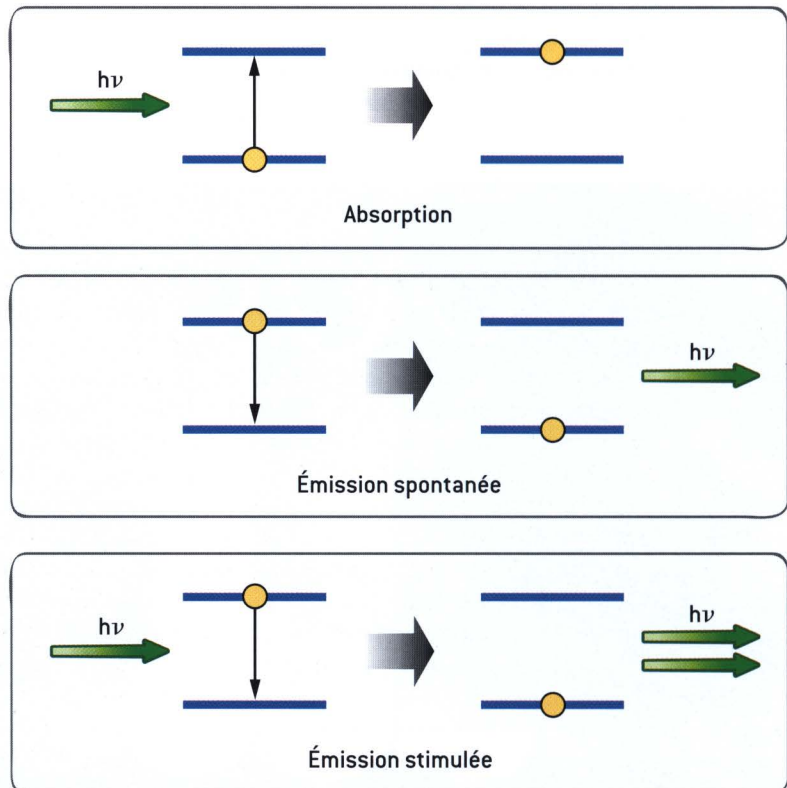 hν
Absorption
hν
Émission spontanée
hν
hν
Émission stimulée